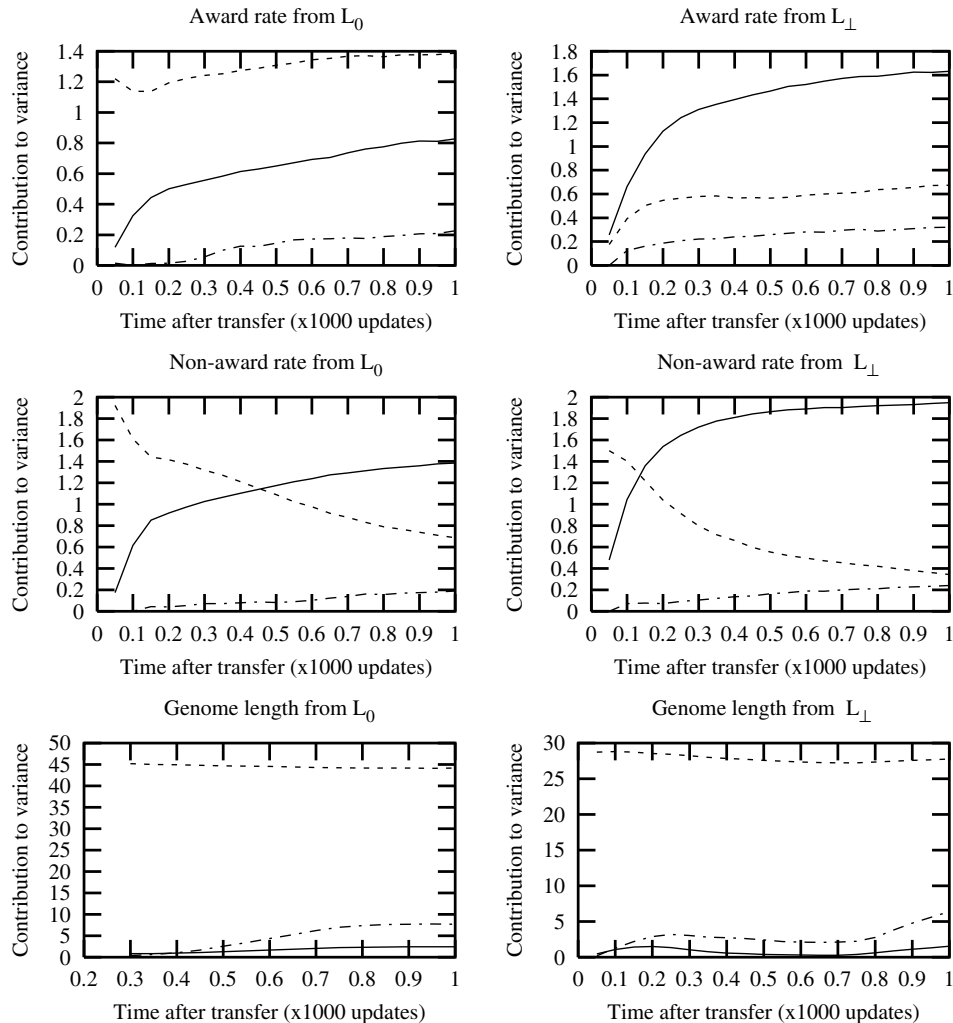 Award rate from L0
Contribution to variance
1.4
1.2
1
0.8
0.6
0.4
0.2
0
0 0.1 0.2 0.3 0.4 0.5 0.6 0.7 0.8 0.9 1
Time after transfer (x1000 updates)
Award rate from L⊥
Contribution to variance
1.8
1.6
1.4
1.2
1
0.8
0.6
0.4
0.2
0
0 0.1 0.2 0.3 0.4 0.5 0.6 0.7 0.8 0.9 1
Time after transfer (x1000 updates)
Non-award rate from L0
Contribution to variance
2
1.8
1.6
1.4
1.2
1
0.8
0.6
0.4
0.2
0
0 0.1 0.2 0.3 0.4 0.5 0.6 0.7 0.8 0.9 1
Time after transfer (x1000 updates)
Non-award rate from L⊥
Contribution to variance
2
1.8
1.6
1.4
1.2
1
0.8
0.6
0.4
0.2
0
0 0.1 0.2 0.3 0.4 0.5 0.6 0.7 0.8 0.9 1
Time after transfer (x1000 updates)
Genome length from L0
Contribution to variance
50
45
40
35
30
25
20
15
10
5
0
0.2 0.3 0.4 0.5 0.6 0.7 0.8 0.9 1
Time after transfer (x1000 updates)
Genome length from L⊥
Contribution to variance
30
25
20
15
10
5
0
0 0.1 0.2 0.3 0.4 0.5 0.6 0.7 0.8 0.9 1
Time after transfer (x1000 updates)